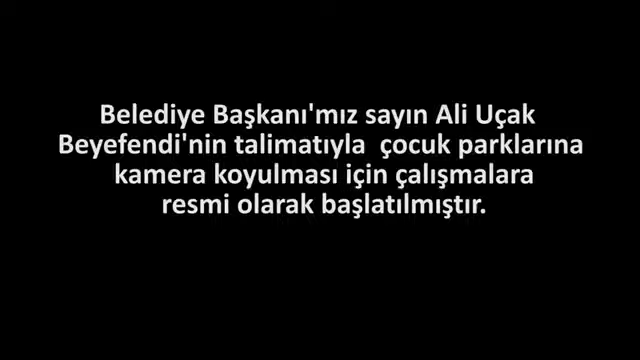 Belediye Başkanı'mız sayın Ali Uçak
Beyefendi'nin talimatıyla çocuk parklarına
kamera koyulması için çalışmalara
resmi olarak başlatılmıştır.